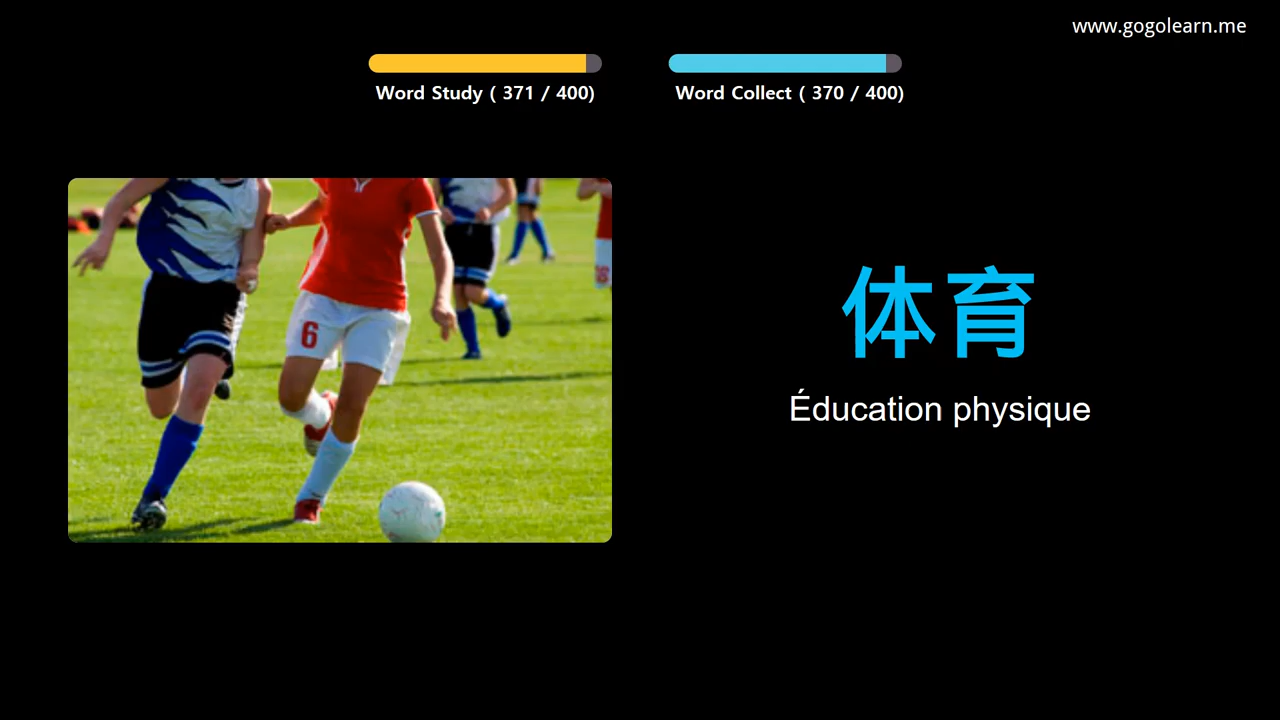 www.gogolearn.me
Word Study ( 371 / 400)
Word Collect ( 370 / 400)
体育
Éducation physique
6